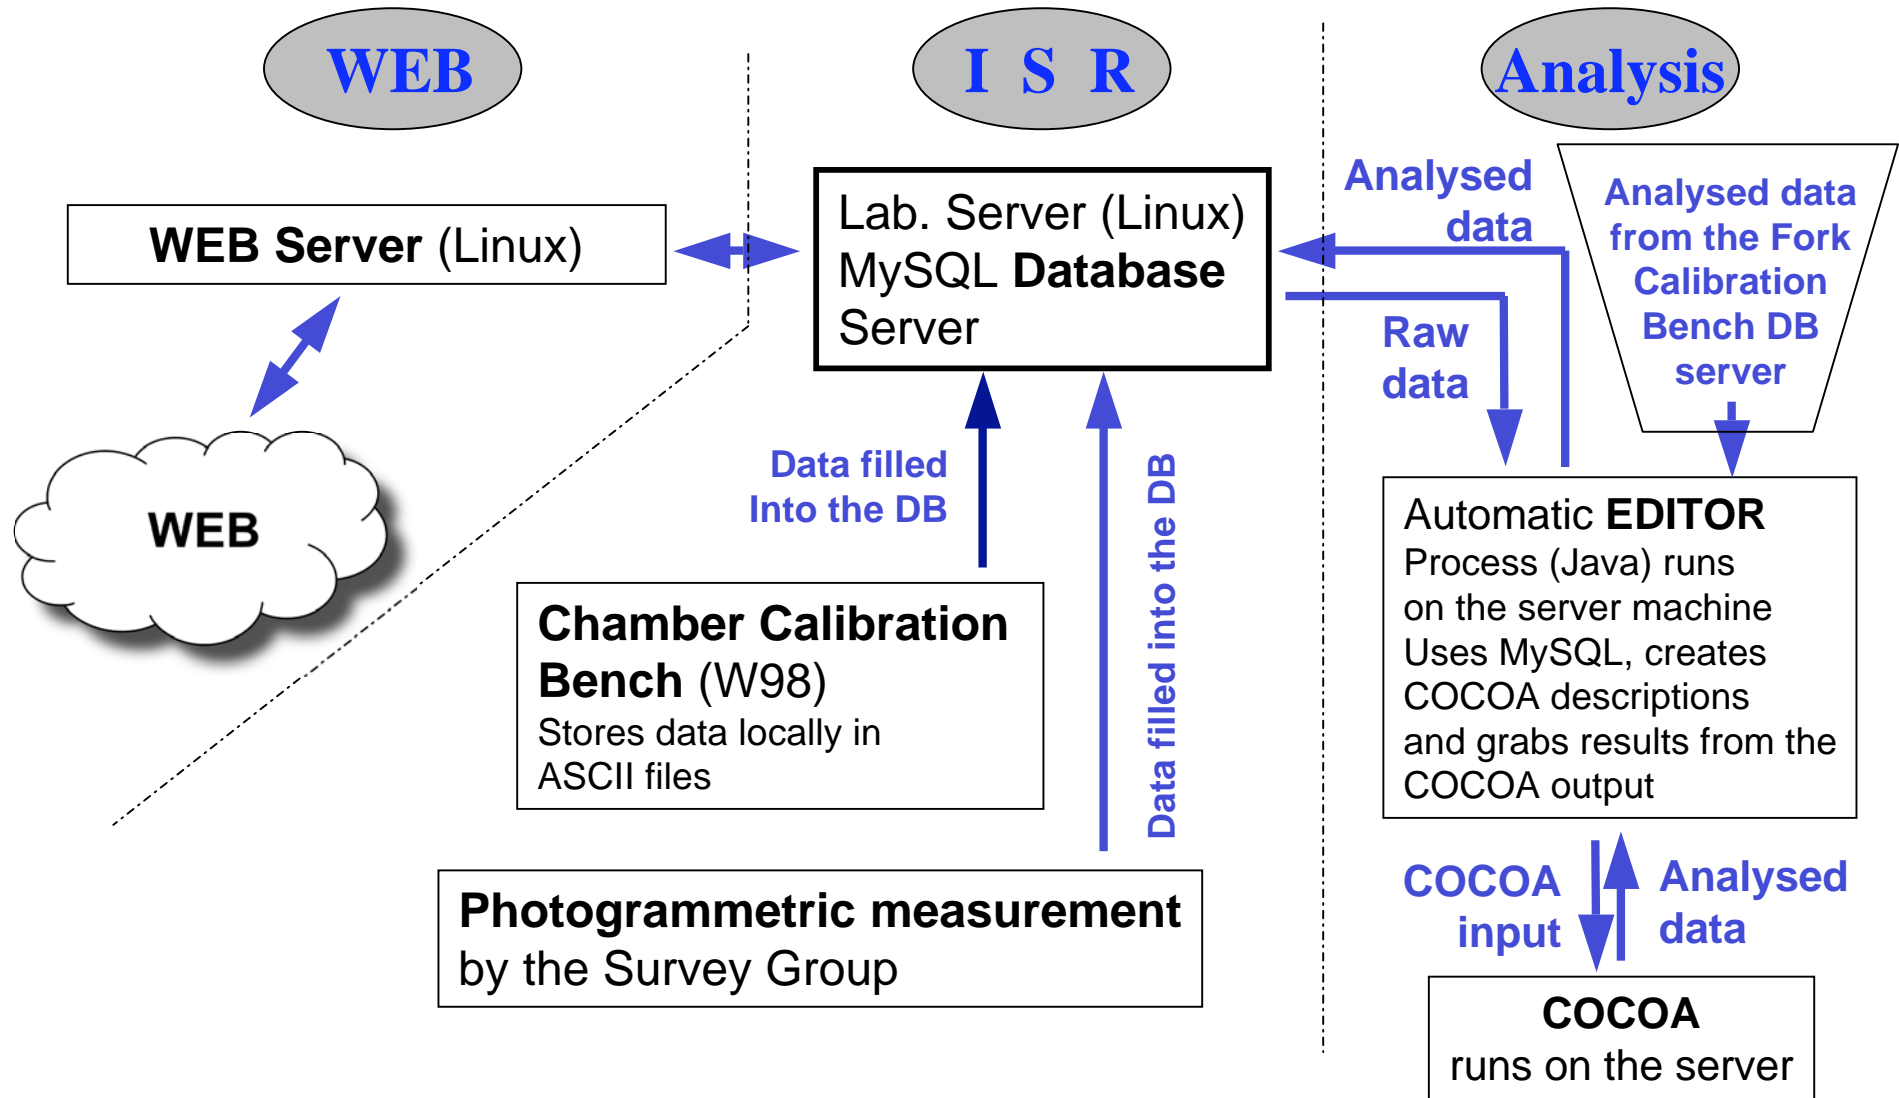 WEB
I S R
Analysis
WEB Server (Linux)
WEB
Lab. Server (Linux)
MySQL Database
Server
Data filled
Into the DB
Data filled into the DB
Chamber Calibration
Bench (W98)
Stores data locally in
ASCII files
Photogrammetric measurement
by the Survey Group
Analysed
data
Raw
data
Analysed data
from the Fork
Calibration
Bench DB
server
Automatic EDITOR
Process (Java) runs
on the server machine
Uses MySQL, creates
COCOA descriptions
and grabs results from the
COCOA output
COCOA
input
Analysed
data
COCOA
runs on the server